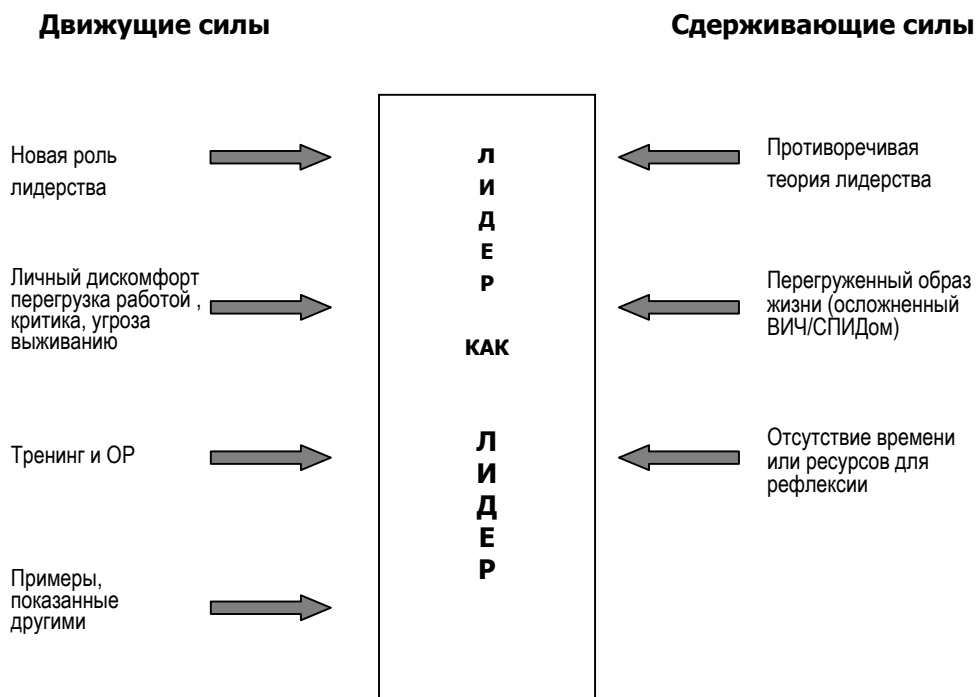 Движущие силы
Сдерживающие силы
Новая роль
лидерства
Личный дискомфорт
перегрузка работой ,
критика, угроза
выживанию
Тренинг и ОР
Примеры,
показанные
другими
Л
И
Д
Е
Р
КАК
Л
И
Д
Е
Р
Противоречивая
теория лидерства
Перегруженный образ
жизни (осложненный
ВИЧ/СПИДом)
Отсутствие времени
или ресурсов для
рефлексии